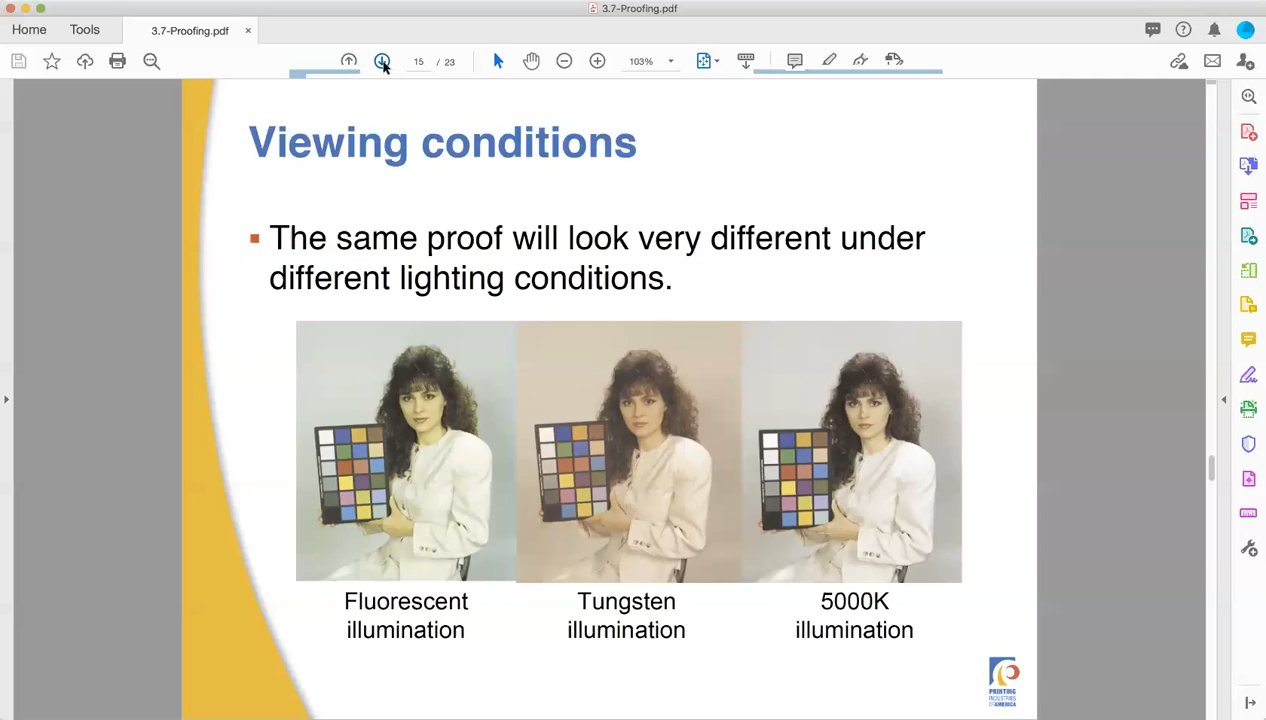 3.7-Proofing.pdf
Home
Tools
3.7-Proofing.pdf
15 / 23
103%
Viewing conditions
The same proof will look very different under
different lighting conditions.
Fluorescent
illumination
Tungsten
illumination
5000K
illumination
PRINTING
INDUSTRIES
OF AMERICA